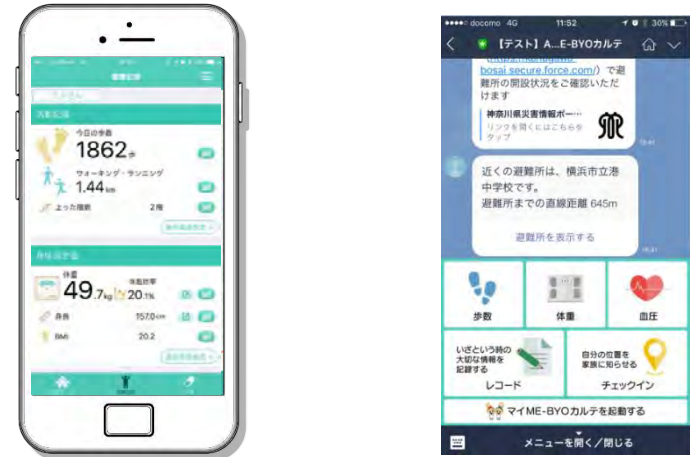 健康記録
活動記録
今日の歩数
1862歩
ウォーキング・ランニング
1.44 km
上った階数 2階
体重
49.7kg
体脂肪率
20.1%
身長 157.0cm
BMI 20.2
docomo 4G 11:52 30%
【テスト】A...E-BYOカルテ
bosai.secure.force.com/）で避
難所の開設状況をご確認いただ
けます
神奈川県災害情報ポー…
リンクを開くにはこちらを
タップ
近くの避難所は、横浜市立港
中学校です。
避難所までの直線距離 645m
避難所を表示する
歩数 体重 血圧
いざという時の
大切な情報を
記録する
レコード
自分の
位置を
家族に知らせる
チェックイン
マイME-BYOカルテを起動する
メニューを開く／閉じる